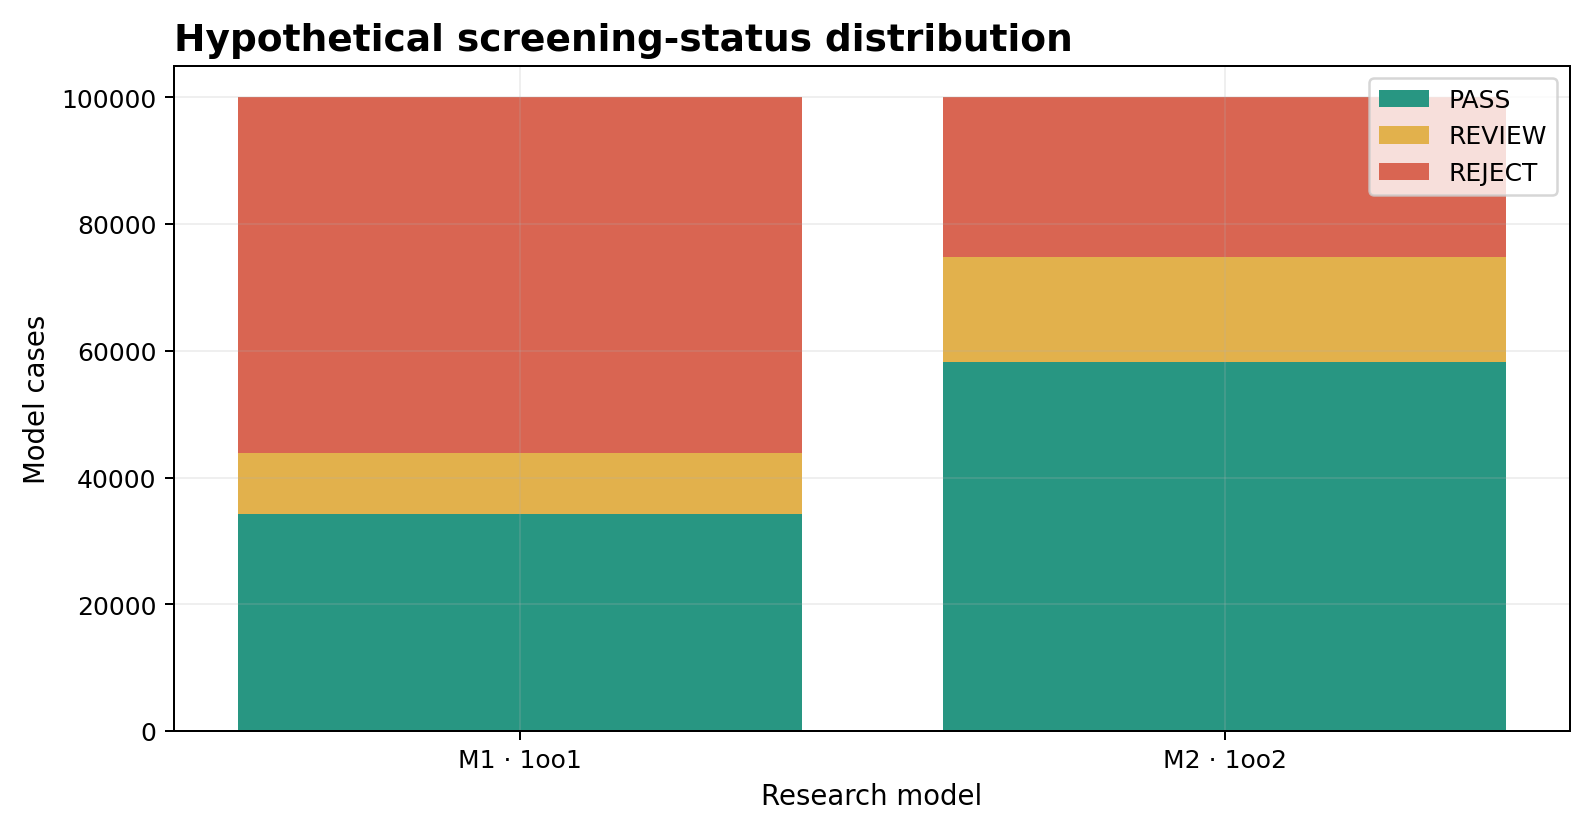 Hypothetical screening-status distribution
100000
80000
60000
40000
20000
0
Model cases
PASS
REVIEW
REJECT
M1 · 1oo1
M2 · 1oo2
Research model